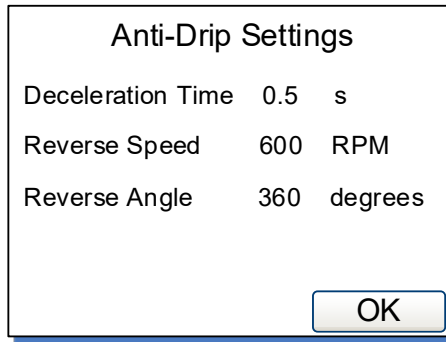 Anti-Drip Settings
Deceleration Time 0.5 s
Reverse Speed 600 RPM
Reverse Angle 360 degrees
OK